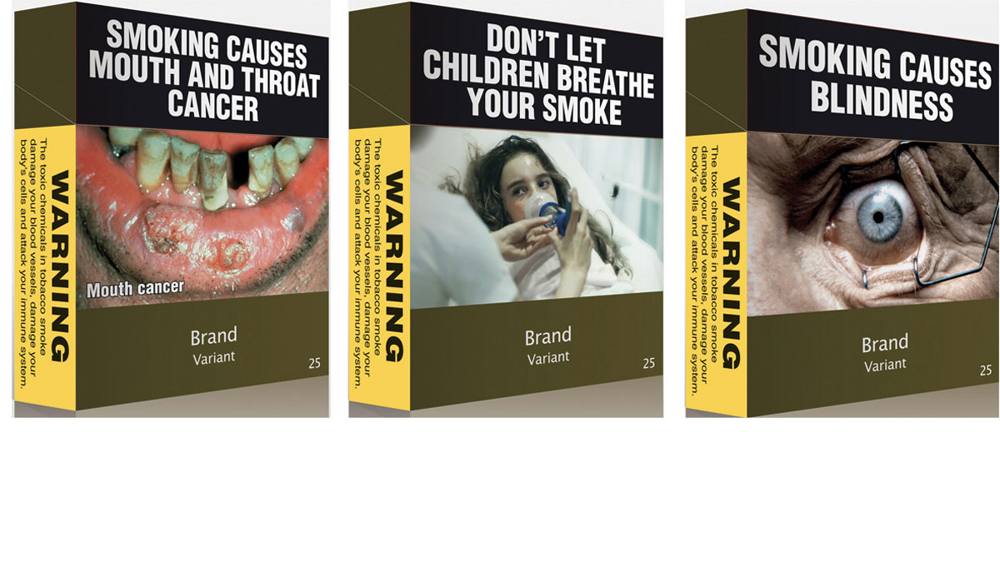 SMOKING CAUSES
MOUTH AND THROAT
CANCER
WARNING
The toxic chemicals in tobacco smoke
damage your blood vessels, damage your
body's cells and attack your immune system.
Mouth cancer
Brand
Variant
25
DON'T LET
CHILDREN BREATHE
YOUR SMOKE
WARNING
The toxic chemicals in tobacco smoke
damage your blood vessels, damage your
body's cells and attack your immune system.
Brand
Variant
25
SMOKING CAUSES
BLINDNESS
WARNING
The toxic chemicals in tobacco smoke
damage your blood vessels, damage your
body's cells and attack your immune system.
Brand
Variant
25